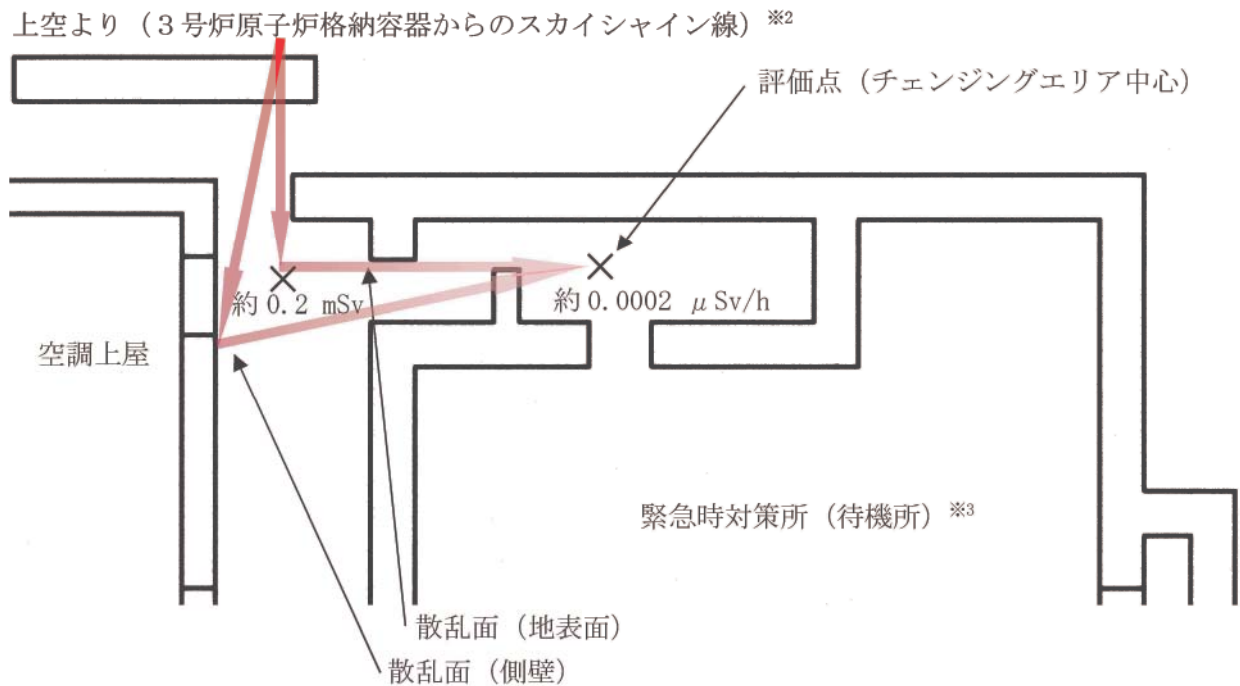 上空より（３号炉原子炉格納容器からのスカイシャイン線）※2
評価点（チェンジングエリア中心）
約 0.2 mSv
約 0.0002 μSv/h
空調上屋
緊急時対策所（待機所）※3
散乱面（地表面）
散乱面（側壁）